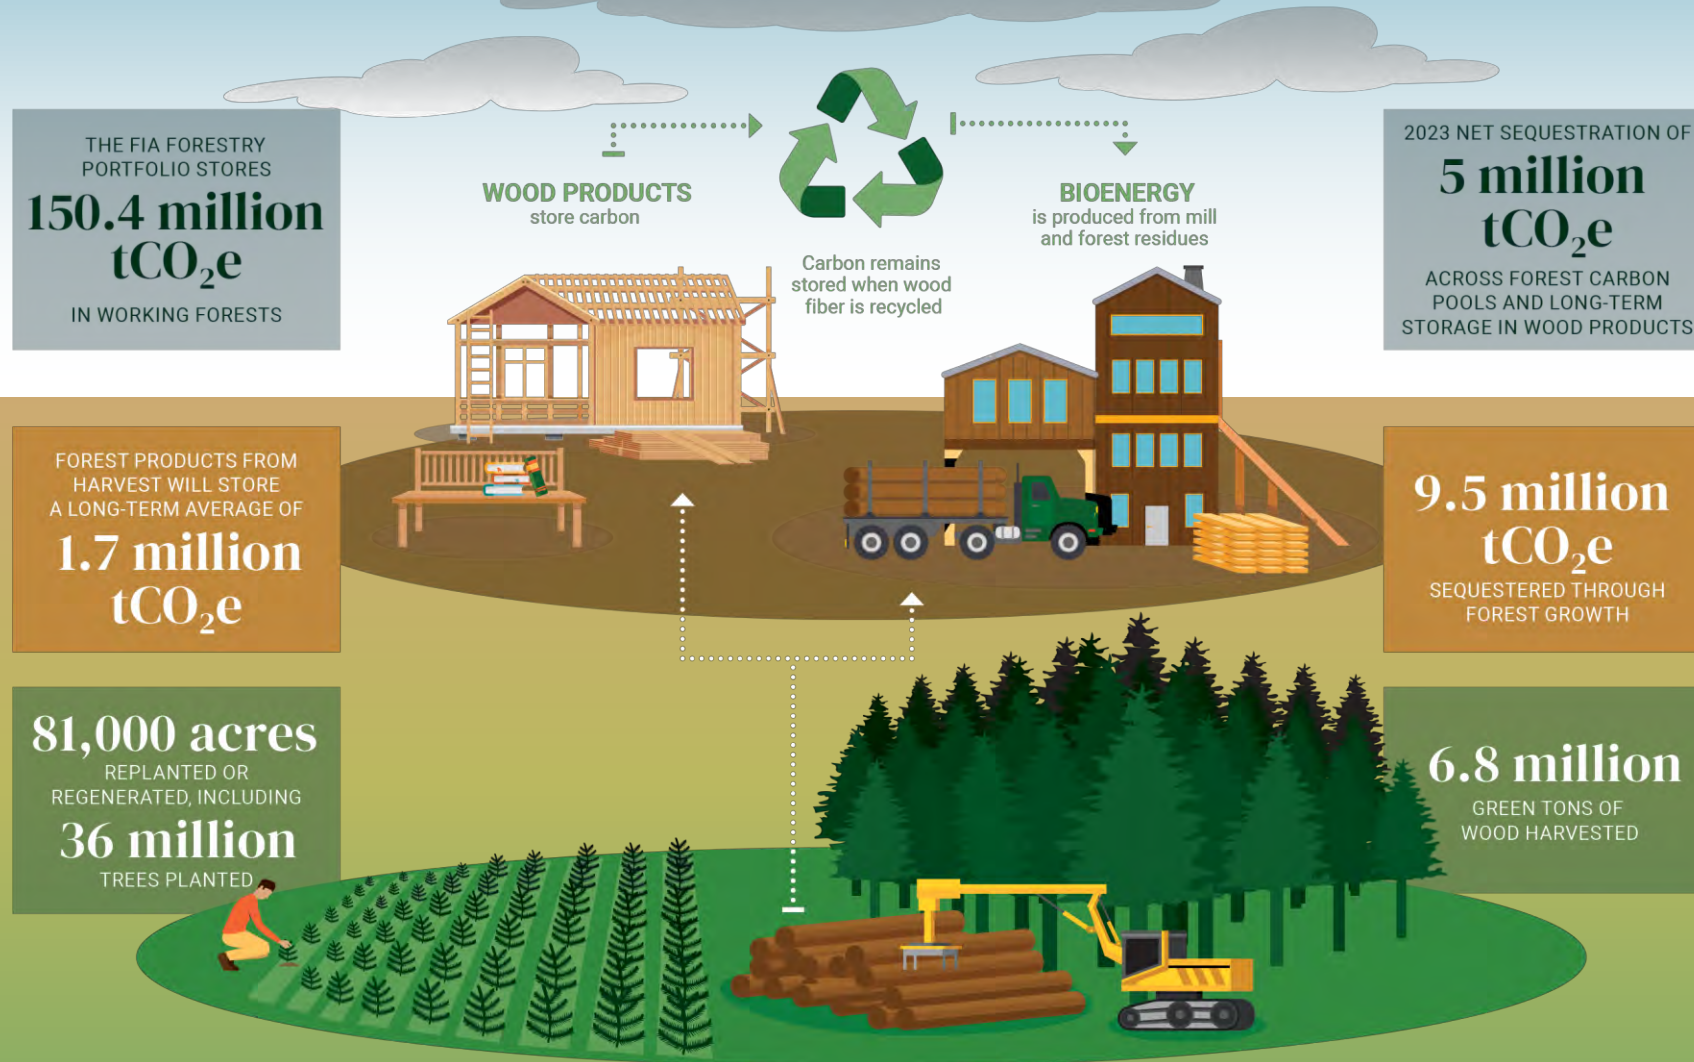 THE FIA FORESTRY
PORTFOLIO STORES
150.4 million
tCO₂e
IN WORKING FORESTS
WOOD PRODUCTS
store carbon
Carbon remains
stored when wood
fiber is recycled
BIOENERGY
is produced from mill
and forest residues
2023 NET SEQUESTRATION OF
5 million
tCO₂e
ACROSS FOREST CARBON
POOLS AND LONG-TERM
STORAGE IN WOOD PRODUCTS
FOREST PRODUCTS FROM
HARVEST WILL STORE
A LONG-TERM AVERAGE OF
1.7 million
tCO₂e
9.5 million
tCO₂e
SEQUESTERED THROUGH
FOREST GROWTH
81,000 acres
REPLANTED OR
REGENERATED, INCLUDING
36 million
TREES PLANTED
6.8 million
GREEN TONS OF
WOOD HARVESTED